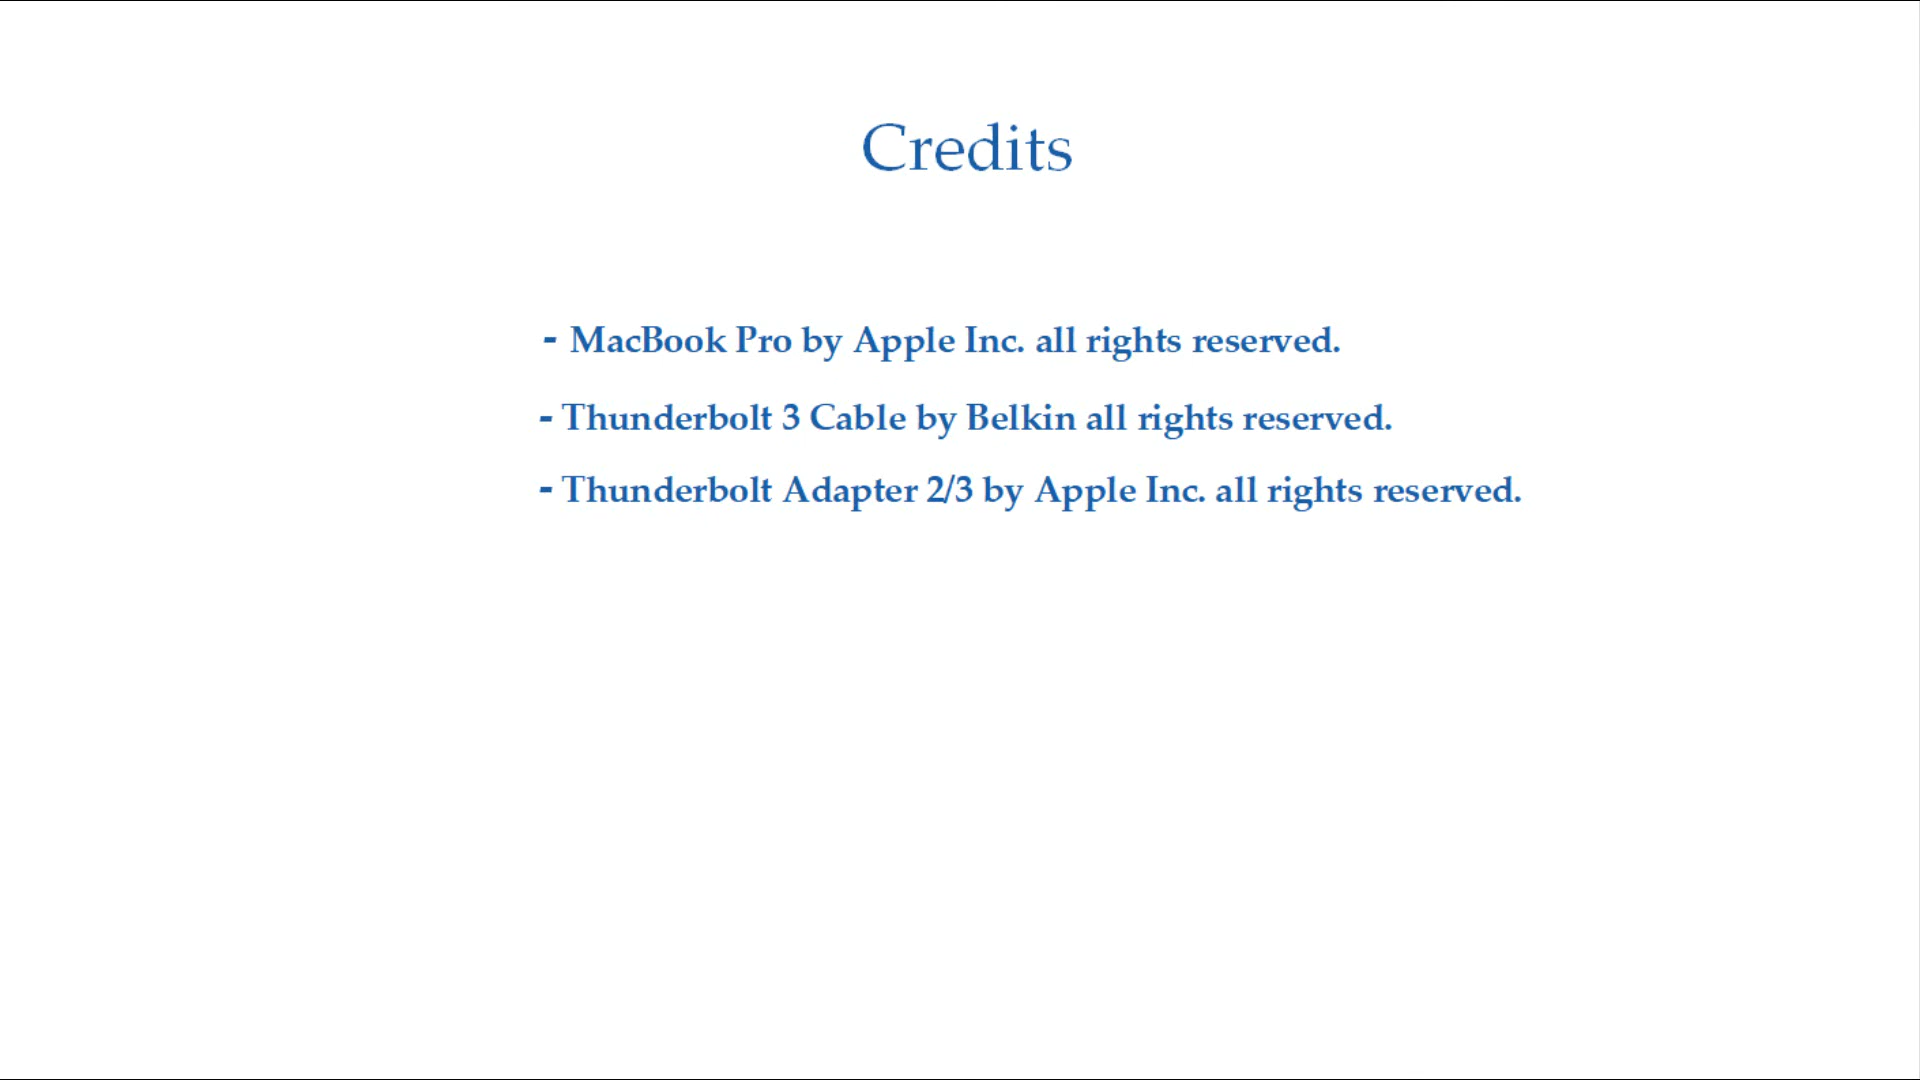 Credits
- MacBook Pro by Apple Inc. all rights reserved.
- Thunderbolt 3 Cable by Belkin all rights reserved.
- Thunderbolt Adapter 2/3 by Apple Inc. all rights reserved.